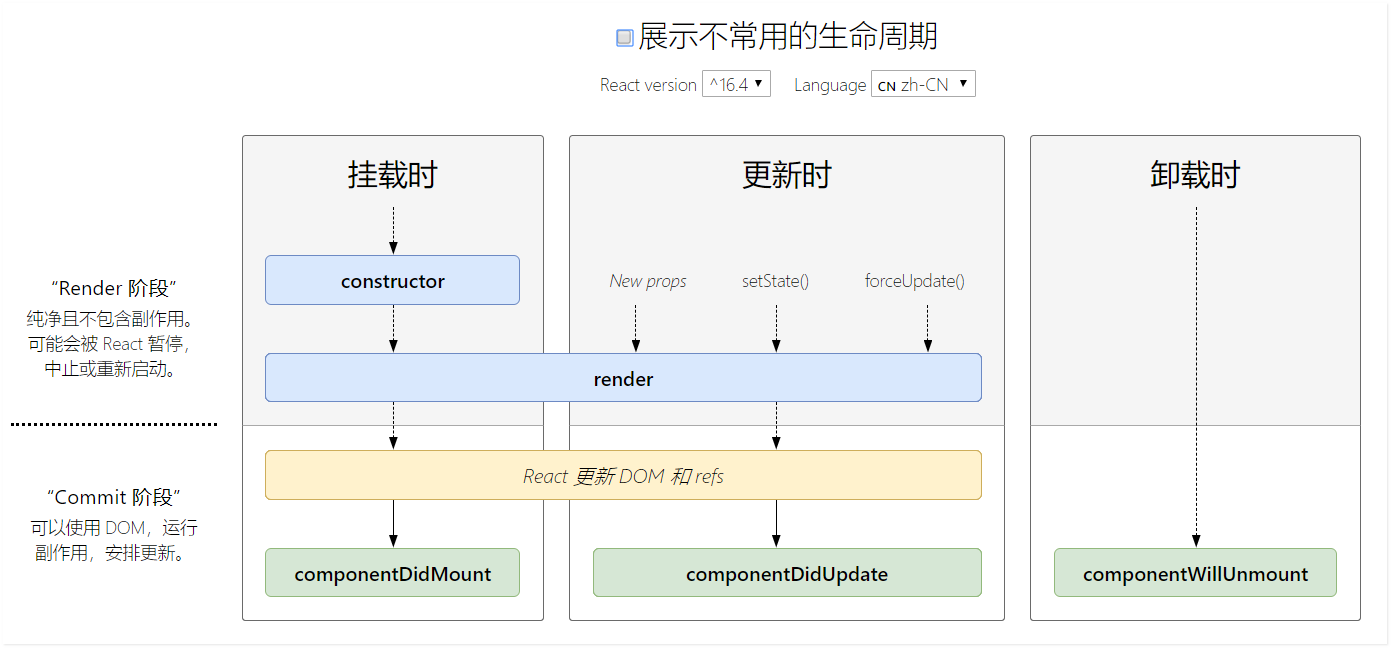 展示不常用的生命周期
React version ^16.4 ▼ Language CN zh-CN ▼
挂载时
更新时
卸载时
“Render 阶段”
纯净且不包含副作用。
可能会被 React 暂停，
中止或重新启动。
constructor
New props
setState()
forceUpdate()
render
“Commit 阶段”
可以使用 DOM，运行
副作用，安排更新。
React 更新 DOM 和 refs
componentDidMount
componentDidUpdate
componentWillUnmount